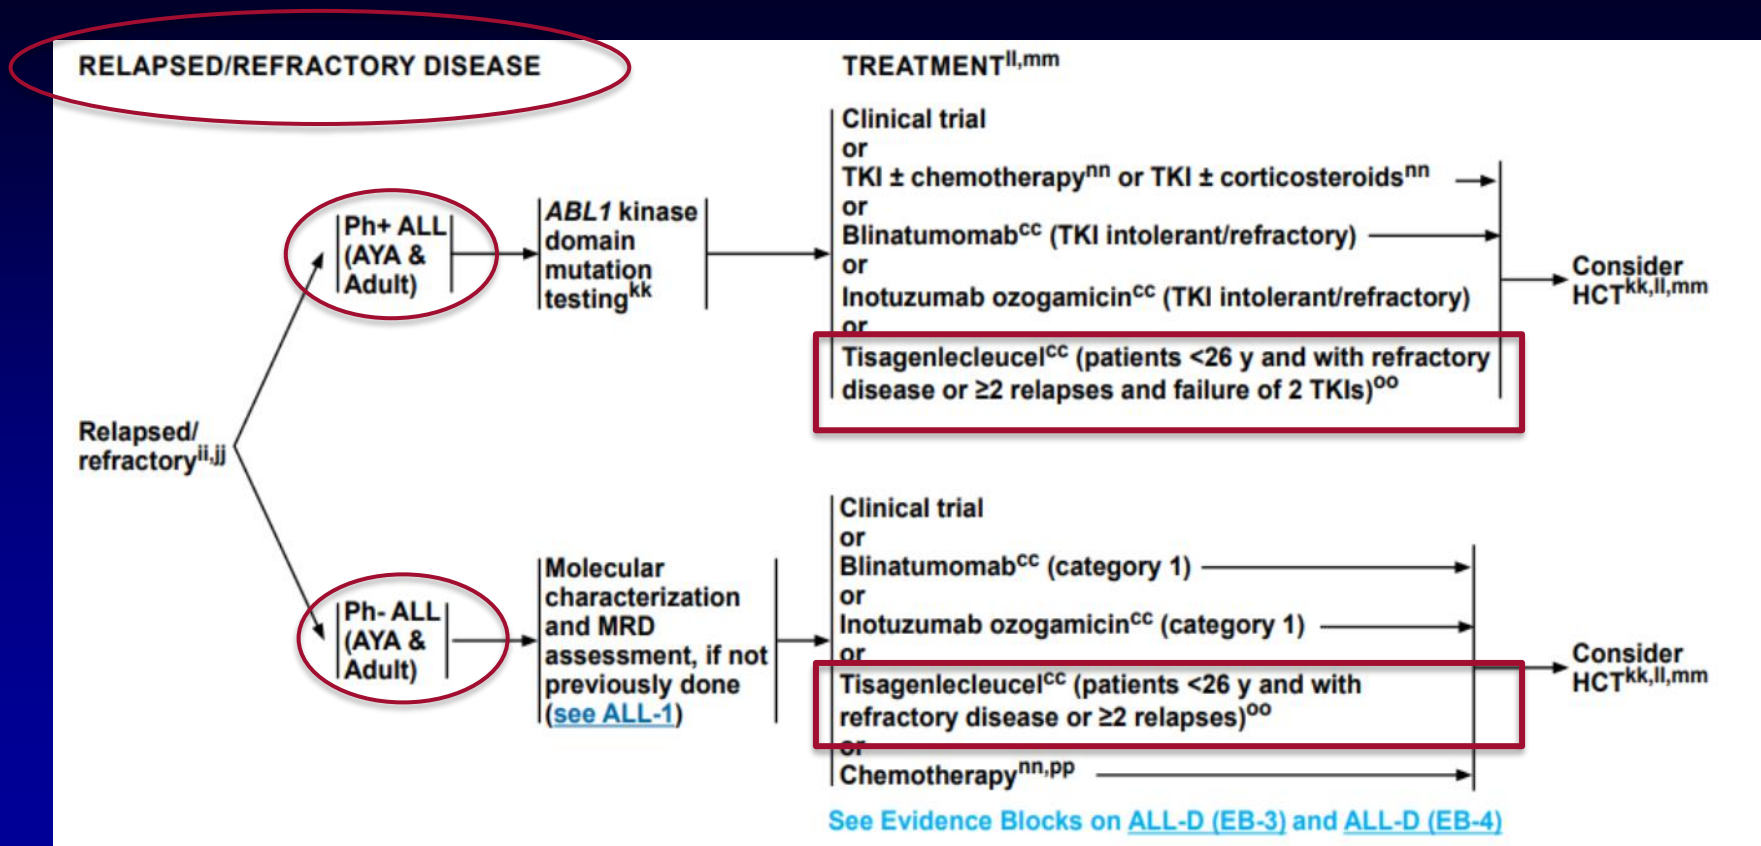 RELAPSED/REFRACTORY DISEASE
TREATMENTll,mm
Relapsed/
refractoryii,jj
Ph+ ALL
(AYA &
Adult)
ABL1 kinase
domain
mutation
testingkk
Clinical trial
or
TKI ± chemotherapynn or TKI ± corticosteroidsnn
or
Blinatumomabcc (TKI intolerant/refractory)
or
Inotuzumab ozogamicincc (TKI intolerant/refractory)
or
Tisagenlecleucelcc (patients <26 y and with refractory
disease or ≥2 relapses and failure of 2 TKIs)oo
Consider
HCTkk,ll,mm
Ph- ALL
(AYA &
Adult)
Molecular
characterization
and MRD
assessment, if not
previously done
(see ALL-1)
Clinical trial
or
Blinatumomabcc (category 1)
or
Inotuzumab ozogamicincc (category 1)
or
Tisagenlecleucelcc (patients <26 y and with
refractory disease or ≥2 relapses)oo
or
Chemotherapynn,pp
Consider
HCTkk,ll,mm
See Evidence Blocks on ALL-D (EB-3) and ALL-D (EB-4)